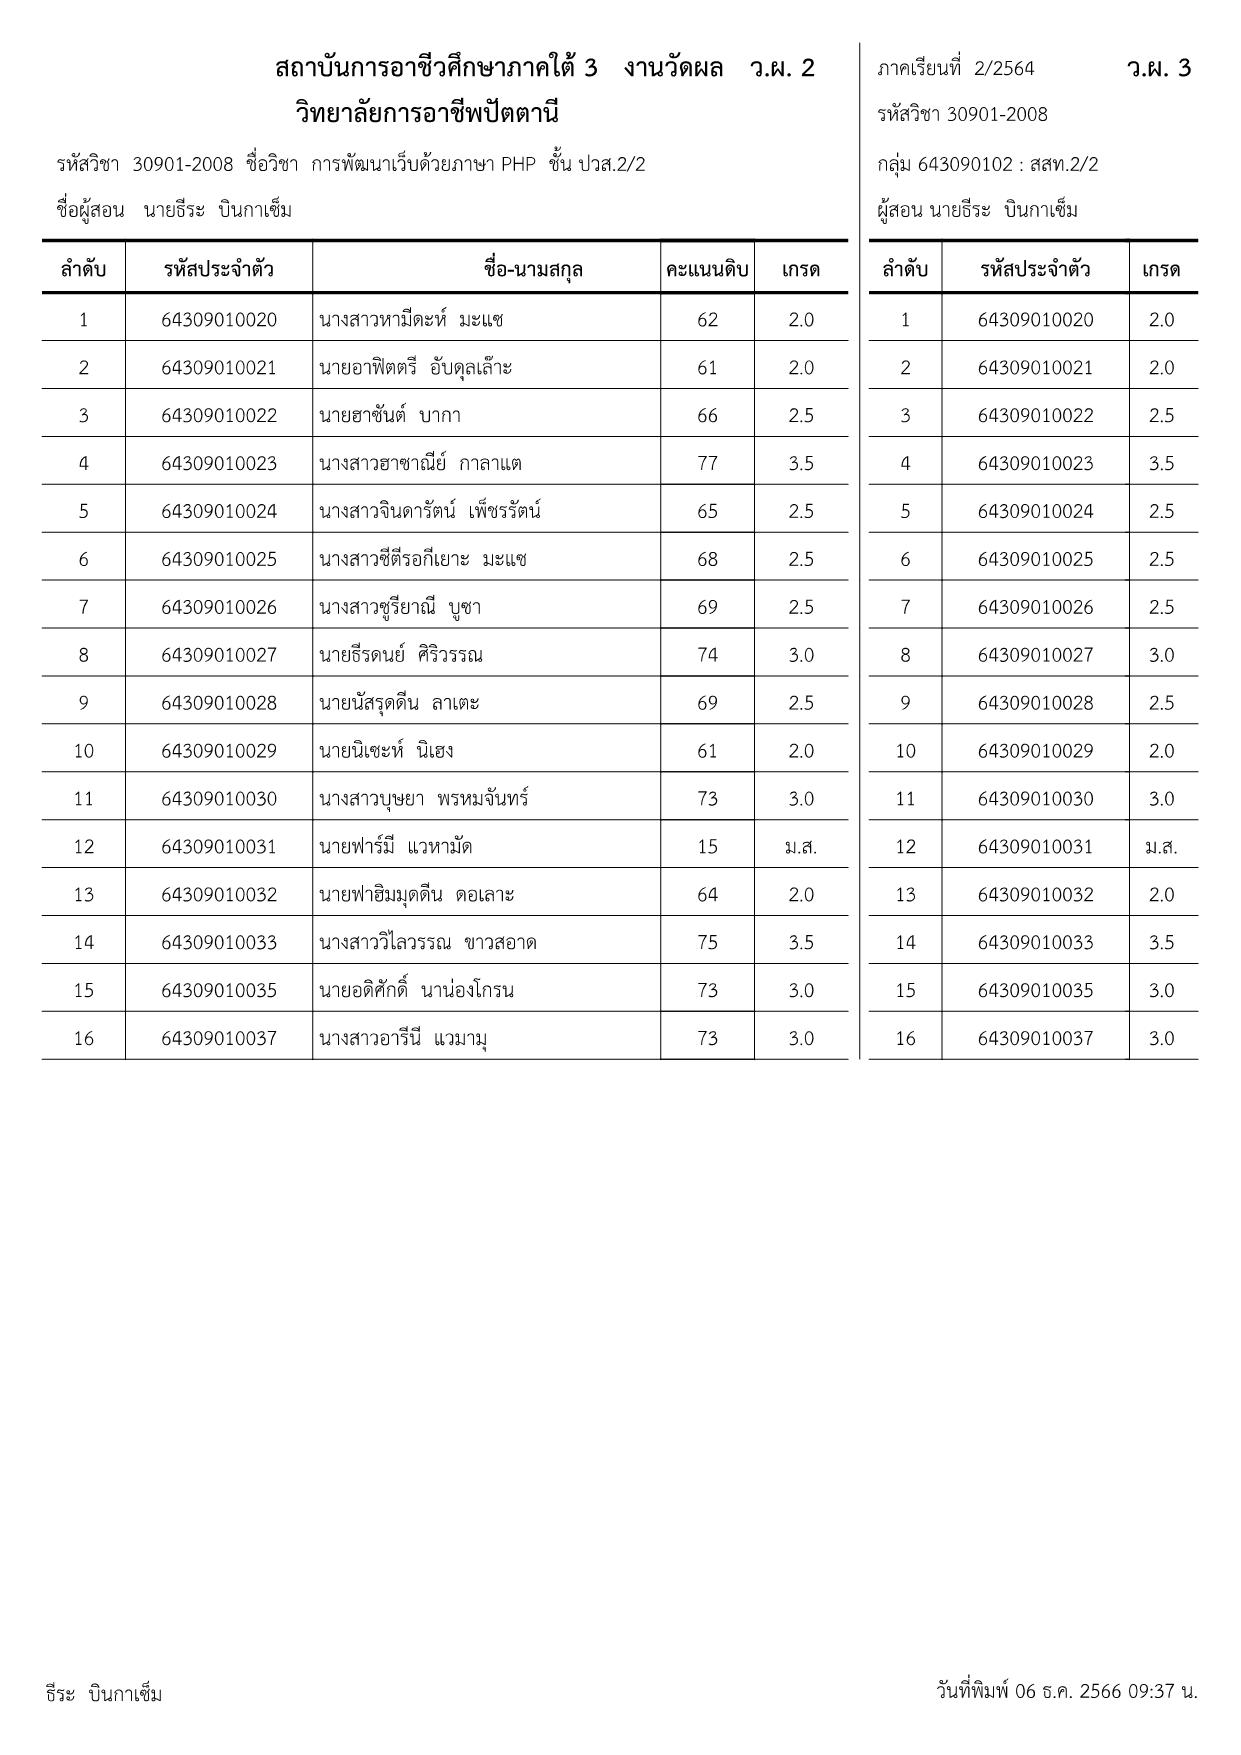 สถาบันการอาชีวศึกษาภาคใต้ 3 งานวัดผล ว.ผ. 2
วิทยาลัยการอาชีพปัตตานี
รหัสวิชา 30901-2008 ชื่อวิชา การพัฒนาเว็บด้วยภาษา PHP ชั้น ปวส.2/2
ชื่อผู้สอน นายธีระ บินกาเซ็ม
ลำดับ รหัสประจำตัว ชื่อ-นามสกุล คะแนนดิบ เกรด
1 64309010020 นางสาวหามีดะห์ มะแซ 62 2.0
2 64309010021 นายอาฟิตตรี อับดุลเล๊าะ 61 2.0
3 64309010022 นายฮาซันต์ บากา 66 2.5
4 64309010023 นางสาวฮาซาณีย์ กาลาแต 77 3.5
5 64309010024 นางสาวจินดารัตน์ เพ็ชรรัตน์ 65 2.5
6 64309010025 นางสาวซีตีรอกีเยาะ มะแซ 68 2.5
7 64309010026 นางสาวซูรียาณี บูซา 69 2.5
8 64309010027 นายธีรดนย์ ศิริวรรณ 74 3.0
9 64309010028 นายนัสรุดดีน ลาเตะ 69 2.5
10 64309010029 นายนิเซะห์ นิเฮง 61 2.0
11 64309010030 นางสาวบุษยา พรหมจันทร์ 73 3.0
12 64309010031 นายฟาร์มี แวหามัด 15 ม.ส.
13 64309010032 นายฟาฮิมมุดดีน ดอเลาะ 64 2.0
14 64309010033 นางสาววิไลวรรณ ขาวสอาด 75 3.5
15 64309010035 นายอดิศักดิ์ นาน่องโกรน 73 3.0
16 64309010037 นางสาวอารีนี แวมามุ 73 3.0
ภาคเรียนที่ 2/2564 ว.ผ. 3
รหัสวิชา 30901-2008
กลุ่ม 643090102 : สสท.2/2
ผู้สอน นายธีระ บินกาเซ็ม
ลำดับ รหัสประจำตัว เกรด
1 64309010020 2.0
2 64309010021 2.0
3 64309010022 2.5
4 64309010023 3.5
5 64309010024 2.5
6 64309010025 2.5
7 64309010026 2.5
8 64309010027 3.0
9 64309010028 2.5
10 64309010029 2.0
11 64309010030 3.0
12 64309010031 ม.ส.
13 64309010032 2.0
14 64309010033 3.5
15 64309010035 3.0
16 64309010037 3.0
ธีระ บินกาเซ็ม
วันที่พิมพ์ 06 ธ.ค. 2566 09:37 น.